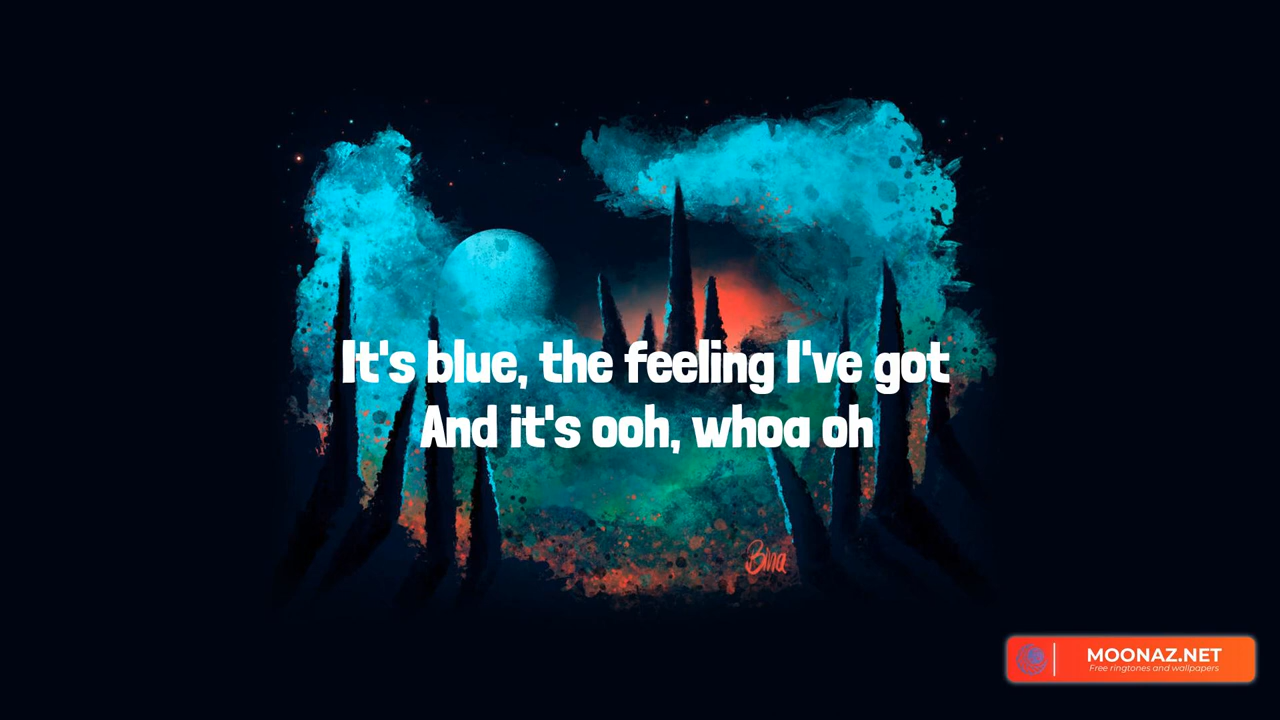 It's blue, the feeling I've got
And it's ooh, whoa oh
Bina
MOONAZ.NET
Free ringtones and wallpapers